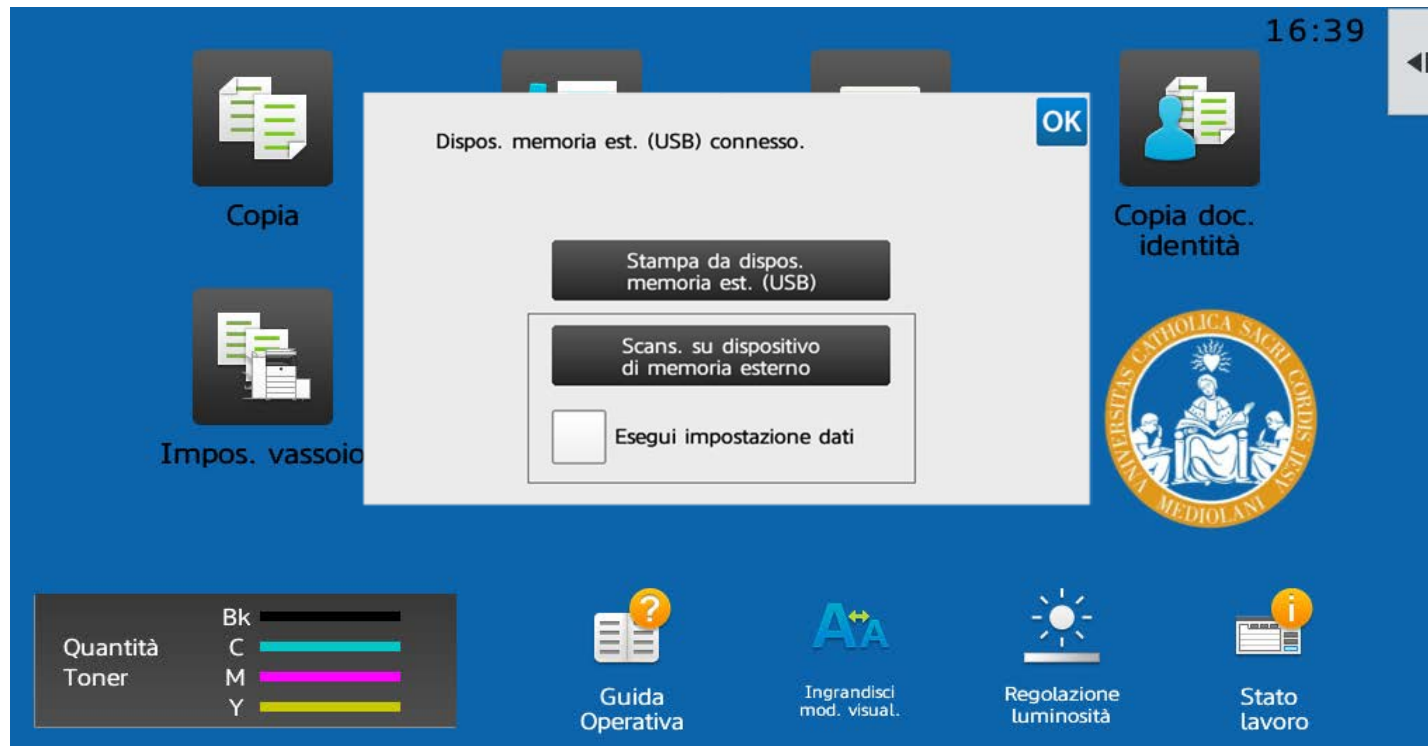 16:39
Dispos. memoria est. (USB) connesso.
OK
Copia
Copia doc.
identità
Stampa da dispos.
memoria est. (USB)
Scans. su dispositivo
di memoria esterno
Esegui impostazione dati
Impos. vassoio
VNIVERSITAS CATHOLICA SACRI CORDIS JESV
MEDIOLANI
Quantità
Toner
Bk
C
M
Y
Guida
Operativa
Ingrandisci
mod. visual.
Regolazione
luminosità
Stato
lavoro